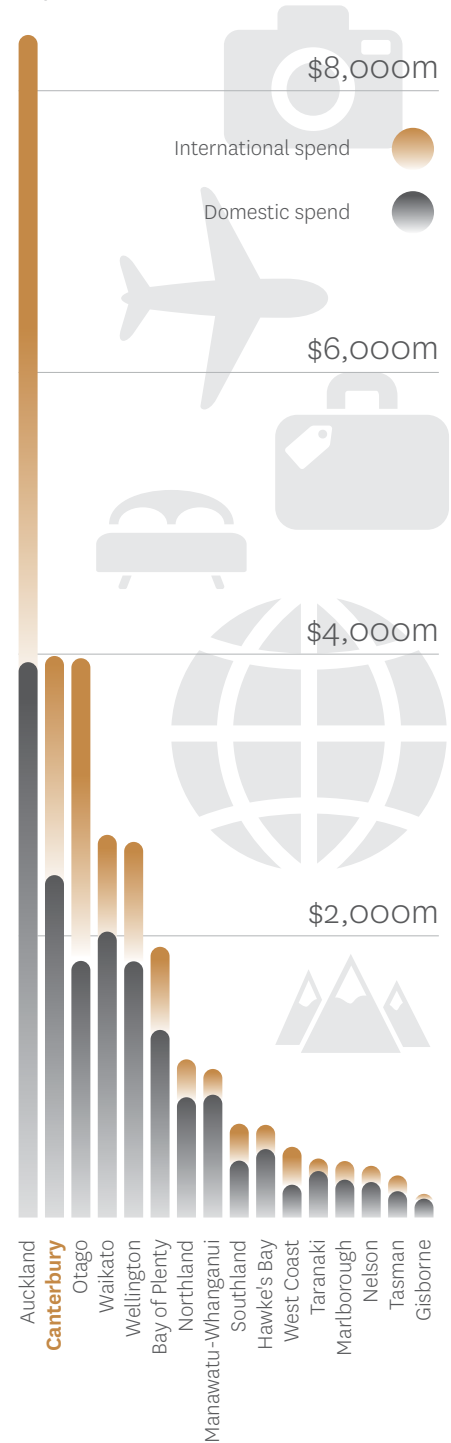 $8,000m
International spend
Domestic spend
$6,000m
$4,000m
$2,000m
Auckland
Canterbury
Otago
Waikato
Wellington
Bay of Plenty
Northland
Manawatu-Whanganui
Southland
Hawke's Bay
West Coast
Taranaki
Marlborough
Nelson
Tasman
Gisborne